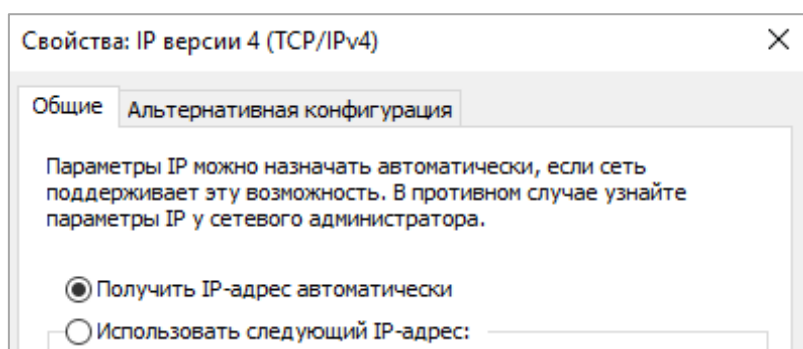 Свойства: IP версии 4 (TCP/IPv4)
Общие Альтернативная конфигурация
Параметры IP можно назначать автоматически, если сеть
поддерживает эту возможность. В противном случае узнайте
параметры IP у сетевого администратора.
Получить IP-адрес автоматически
Использовать следующий IP-адрес: